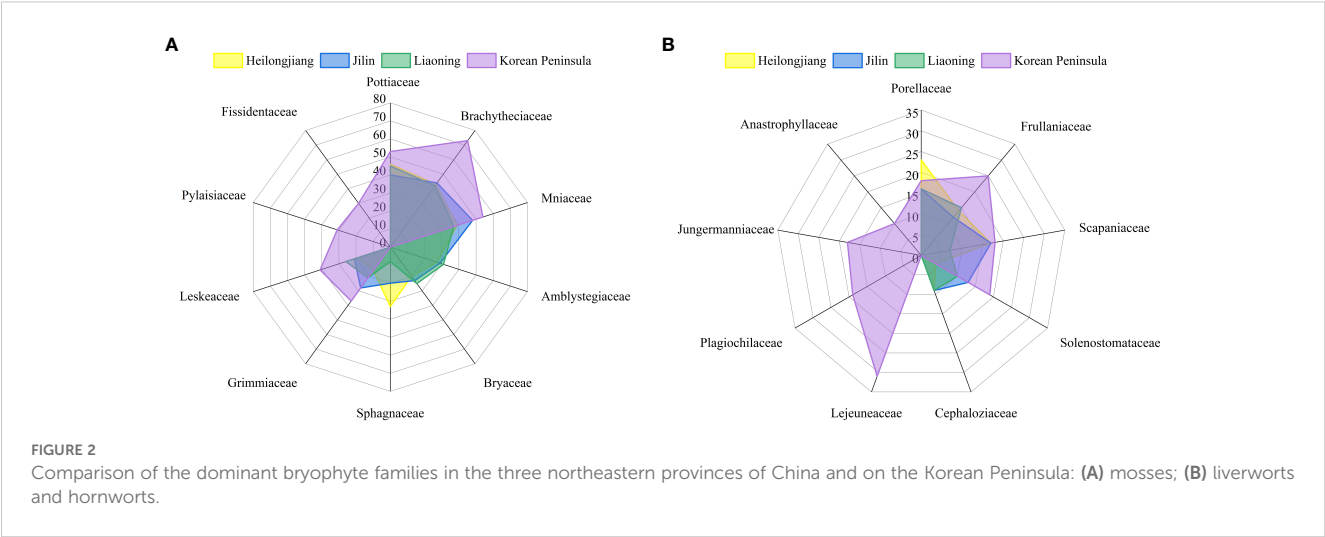 A
Heilongjiang Jilin Liaoning Korean Peninsula
Pottiaceae
Brachytheciaceae
Mniaceae
Amblystegiaceae
Bryaceae
Sphagnaceae
Grimmiaceae
Leskeaceae
Pylaisiaceae
Fissidentaceae
80
70
60
50
40
30
20
10
0
B
Heilongjiang Jilin Liaoning Korean Peninsula
Porellaceae
Frullaniaceae
Scapaniaceae
Solenostomataceae
Cephaloziaceae
Lejeuneaceae
Plagiochilaceae
Jungermanniaceae
Anastrophyllaceae
35
30
25
20
15
10
5
0
FIGURE 2
Comparison of the dominant bryophyte families in the three northeastern provinces of China and on the Korean Peninsula: (A) mosses; (B) liverworts
and hornworts.